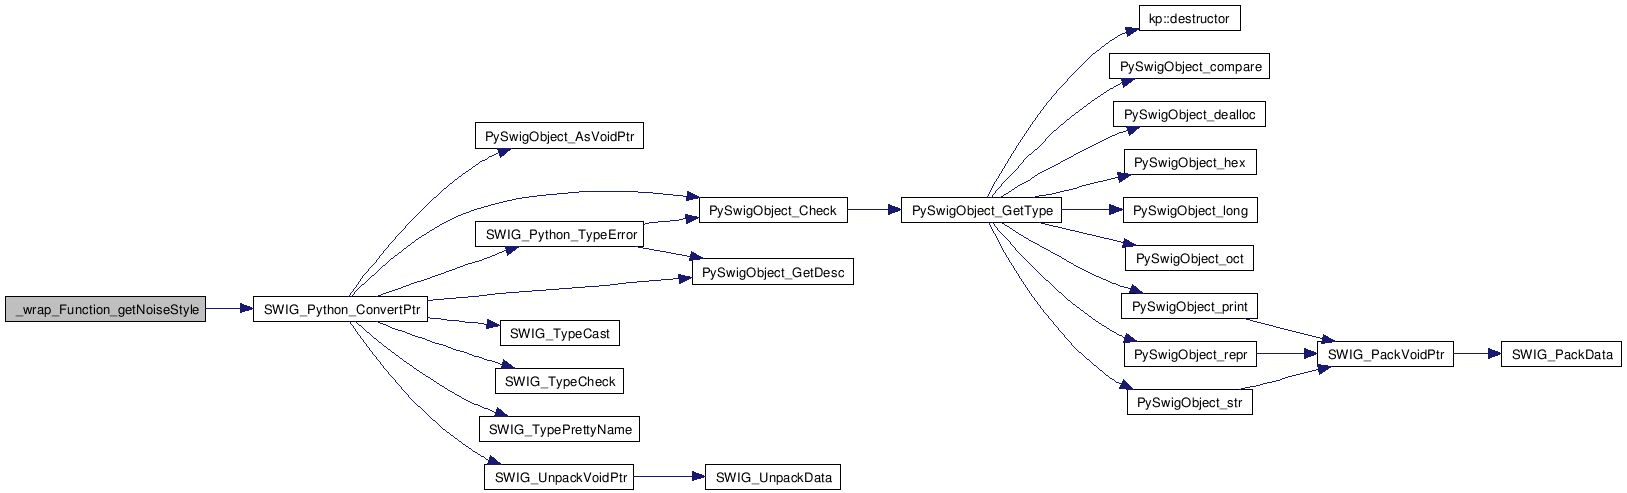 kp::destructor
PySwigObject_compare
PySwigObject_dealloc
PySwigObject_AsVoidPtr
PySwigObject_hex
PySwigObject_Check
PySwigObject_GetType
PySwigObject_long
SWIG_Python_TypeError
PySwigObject_oct
PySwigObject_GetDesc
_wrap_Function_getNoiseStyle
SWIG_Python_ConvertPtr
PySwigObject_print
SWIG_TypeCast
PySwigObject_repr
SWIG_PackVoidPtr
SWIG_PackData
SWIG_TypeCheck
PySwigObject_str
SWIG_TypePrettyName
SWIG_UnpackVoidPtr
SWIG_UnpackData